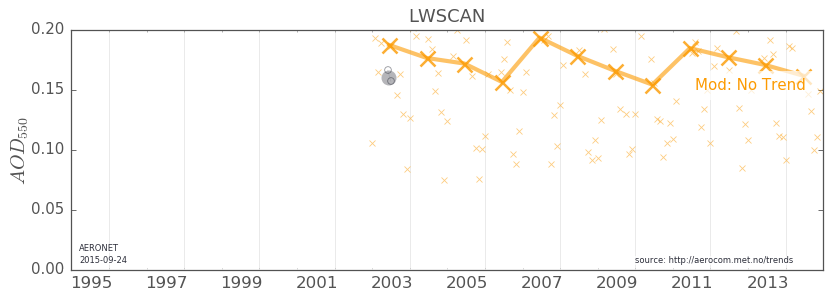 LWSCAN
0.20
0.15
0.10
0.05
0.00
AOD550
Mod: No Trend
AERONET
2015-09-24
source: http://aerocom.met.no/trends
1995 1997 1999 2001 2003 2005 2007 2009 2011 2013